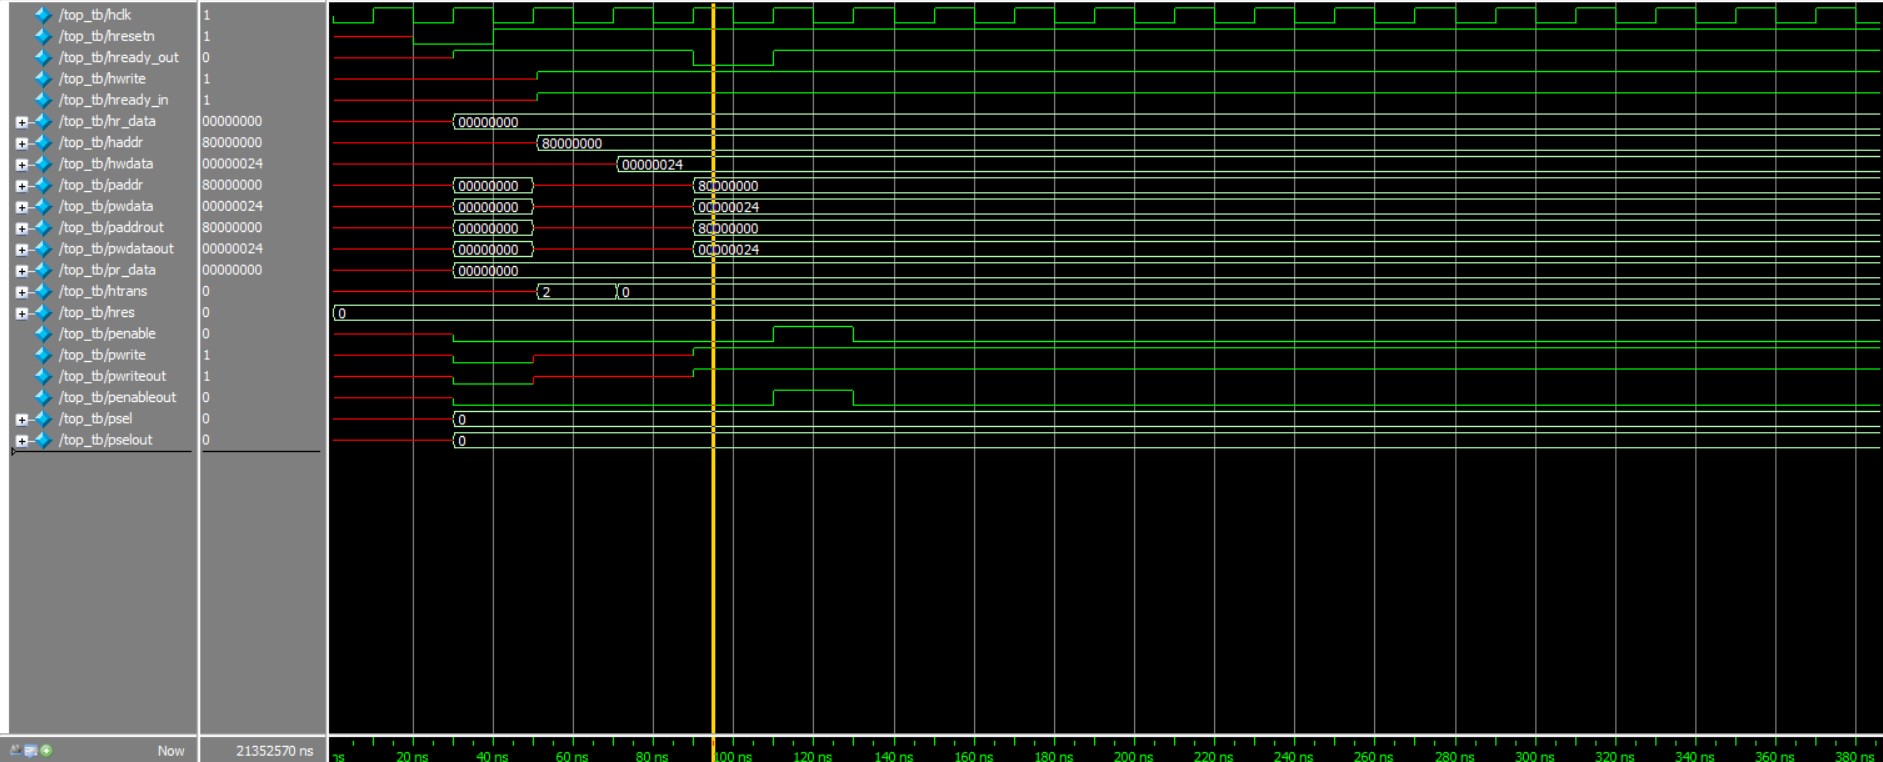 /top_tb/hclk 1
/top_tb/hresetn 1
/top_tb/hready_out 0
/top_tb/hwrite 1
/top_tb/hready_in 1
/top_tb/hr_data 00000000 00000000
/top_tb/haddr 80000000 80000000
/top_tb/hwdata 00000024 00000024
/top_tb/paddr 80000000 00000000 80000000
/top_tb/pwdata 00000024 00000000 00000024
/top_tb/paddrout 80000000 00000000 80000000
/top_tb/pwdataout 00000024 00000000 00000024
/top_tb/pr_data 00000000 00000000
/top_tb/htrans 0 2 0
/top_tb/hres 0 0
/top_tb/penable 0
/top_tb/pwrite 1
/top_tb/pwriteout 1
/top_tb/penableout 0
/top_tb/psel 0 0
/top_tb/pselout 0 0
Now 21352570 ns ns 20 ns 40 ns 60 ns 80 ns 100 ns 120 ns 140 ns 160 ns 180 ns 200 ns 220 ns 240 ns 260 ns 280 ns 300 ns 320 ns 340 ns 360 ns 380 ns